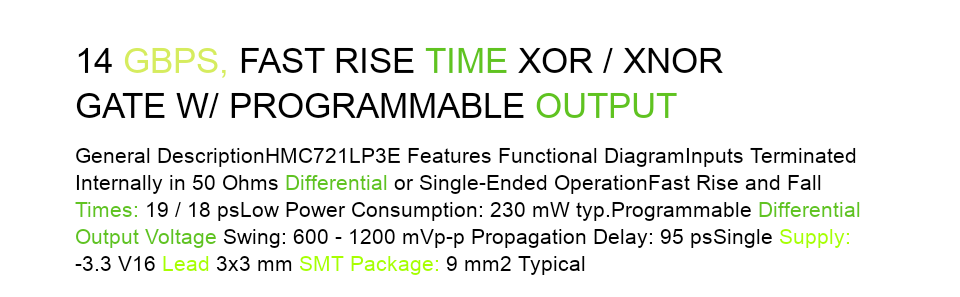 14 GBPS, FAST RISE TIME XOR / XNOR
GATE W/ PROGRAMMABLE OUTPUT
General DescriptionHMC721LP3E Features Functional DiagramInputs Terminated
Internally in 50 Ohms Differential or Single-Ended OperationFast Rise and Fall
Times: 19 / 18 psLow Power Consumption: 230 mW typ.Programmable Differential
Output Voltage Swing: 600 - 1200 mVp-p Propagation Delay: 95 psSingle Supply:
-3.3 V16 Lead 3x3 mm SMT Package: 9 mm2 Typical